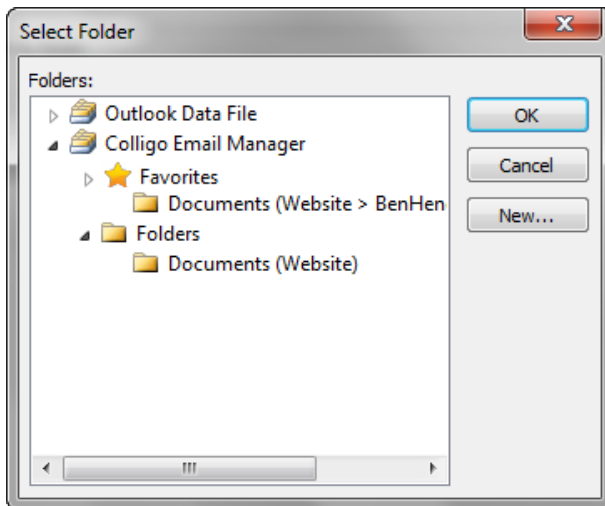 Select Folder
Folders:
Outlook Data File
Colligo Email Manager
Favorites
Documents (Website > BenHen
Folders
Documents (Website)
OK
Cancel
New...